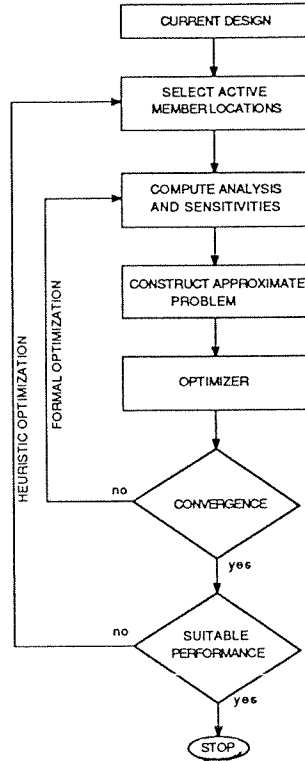 CURRENT DESIGN
SELECT ACTIVE
MEMBER LOCATIONS
COMPUTE ANALYSIS
AND SENSITIVITIES
CONSTRUCT APPROXIMATE
PROBLEM
OPTIMIZER
CONVERGENCE
no
yes
SUITABLE
PERFORMANCE
no
yes
STOP
FORMAL OPTIMIZATION
HEURISTIC OPTIMIZATION